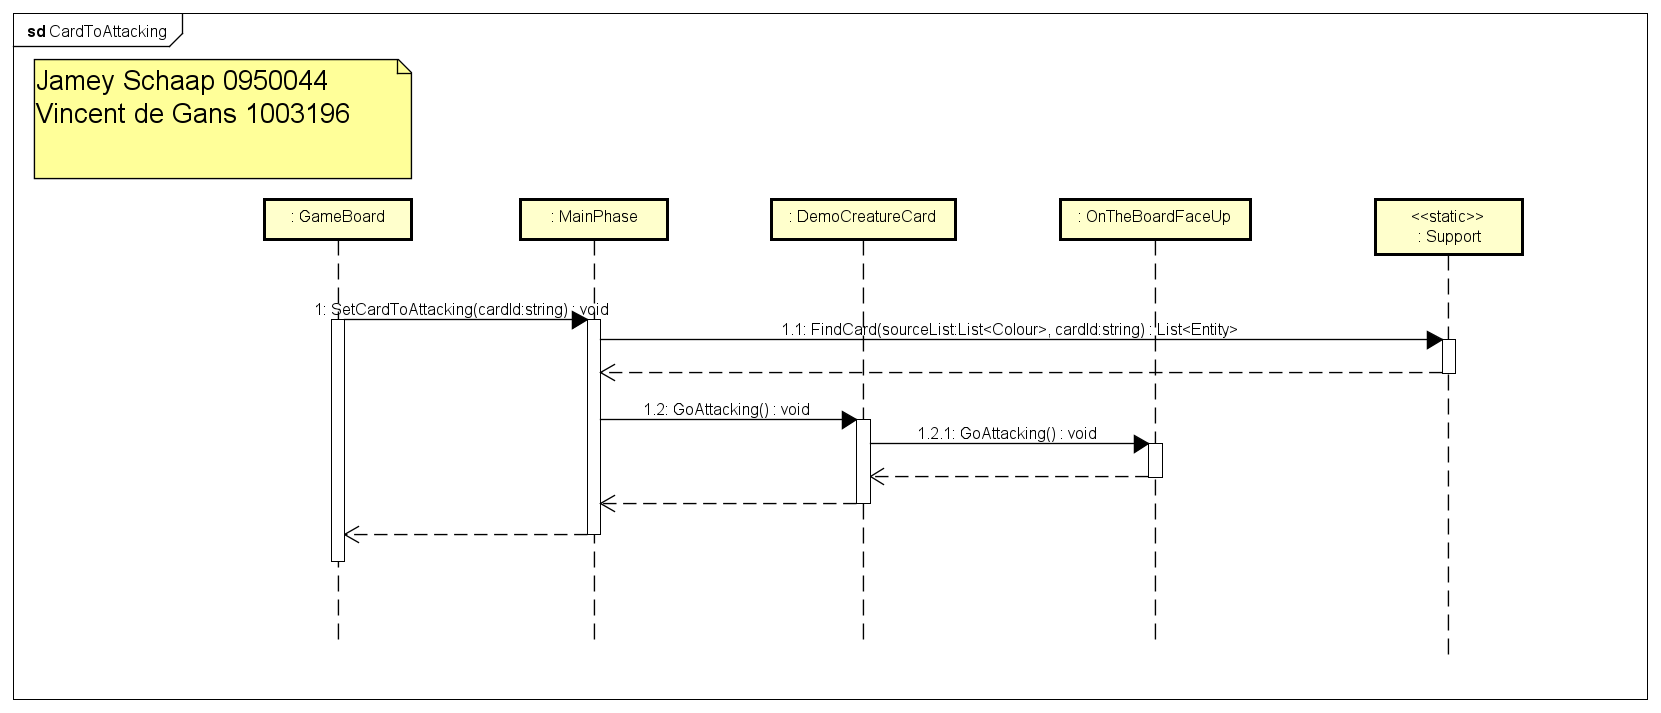 sd CardToAttacking
Jamey Schaap 0950044
Vincent de Gans 1003196
: GameBoard
: MainPhase
: DemoCreatureCard
: OnTheBoardFaceUp
<<static>>
: Support
1: SetCardToAttacking(cardId:string) : void
1.1: FindCard(sourceList:List<Colour>, cardId:string) : List<Entity>
1.2: GoAttacking() : void
1.2.1: GoAttacking() : void